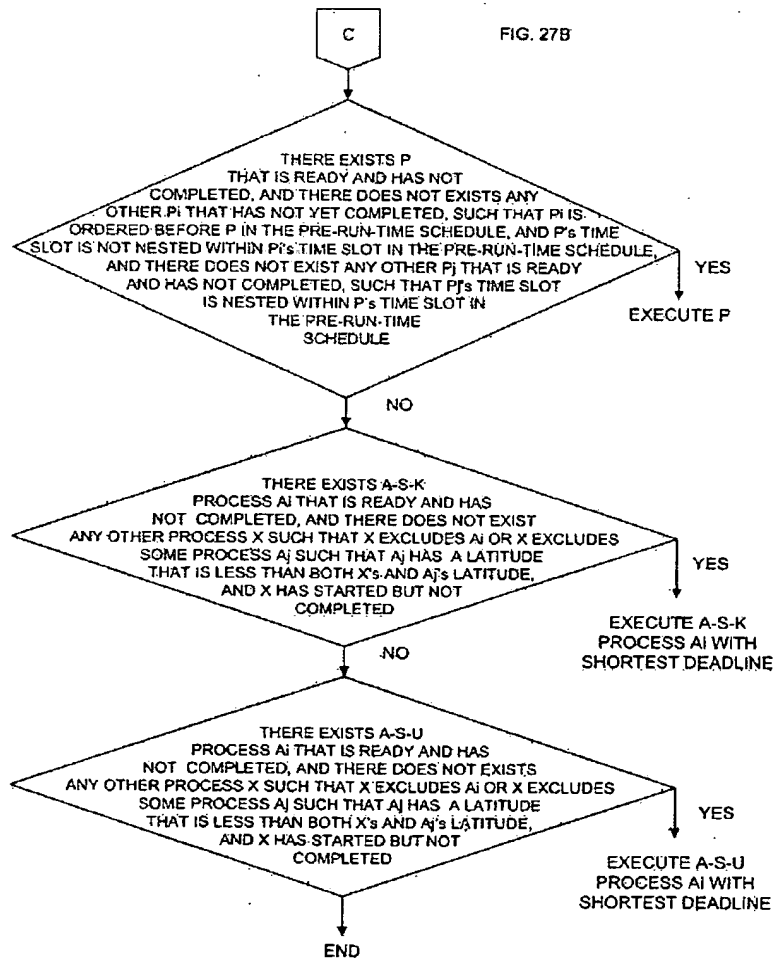 C
FIG. 27B
THERE EXISTS P
THAT IS READY AND HAS NOT
COMPLETED, AND THERE DOES NOT EXISTS ANY
OTHER Pi THAT HAS NOT YET COMPLETED, SUCH THAT Pi IS
ORDERED BEFORE P IN THE PRE-RUN-TIME SCHEDULE, AND P's TIME
SLOT IS NOT NESTED WITHIN Pi's TIME SLOT IN THE PRE-RUN-TIME SCHEDULE,
AND THERE DOES NOT EXIST ANY OTHER Pj THAT IS READY
AND HAS NOT COMPLETED, SUCH THAT Pj's TIME SLOT
IS NESTED WITHIN P's TIME SLOT IN
THE PRE-RUN-TIME
SCHEDULE
YES
EXECUTE P
NO
THERE EXISTS A-S-K
PROCESS Ai THAT IS READY AND HAS
NOT COMPLETED, AND THERE DOES NOT EXIST
ANY OTHER PROCESS X SUCH THAT X EXCLUDES Ai OR X EXCLUDES
SOME PROCESS Aj SUCH THAT Aj HAS A LATITUDE
THAT IS LESS THAN BOTH X's AND Aj's LATITUDE,
AND X HAS STARTED BUT NOT
COMPLETED
YES
EXECUTE A-S-K
PROCESS Ai WITH
SHORTEST DEADLINE
NO
THERE EXISTS A-S-U
PROCESS Ai THAT IS READY AND HAS
NOT COMPLETED, AND THERE DOES NOT EXISTS
ANY OTHER PROCESS X SUCH THAT X EXCLUDES Ai OR X EXCLUDES
SOME PROCESS Aj SUCH THAT Aj HAS A LATITUDE
THAT IS LESS THAN BOTH X's AND Aj's LATITUDE,
AND X HAS STARTED BUT NOT
COMPLETED
YES
EXECUTE A-S-U
PROCESS Ai WITH
SHORTEST DEADLINE
END